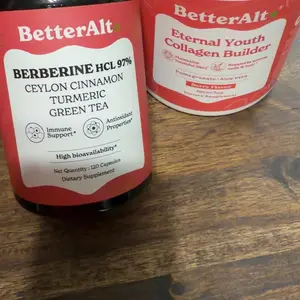 BetterAlt
BERBERINE HCL 97%
CEYLON CINNAMON
TURMERIC
GREEN TEA
Immune
Support*
Antioxidant
Properties*
High bioavailability*
Net Quantity : 120 Capsules
Dietary Supplement
BetterAlt
Eternal Youth
Collagen Builder
Berry Flavor